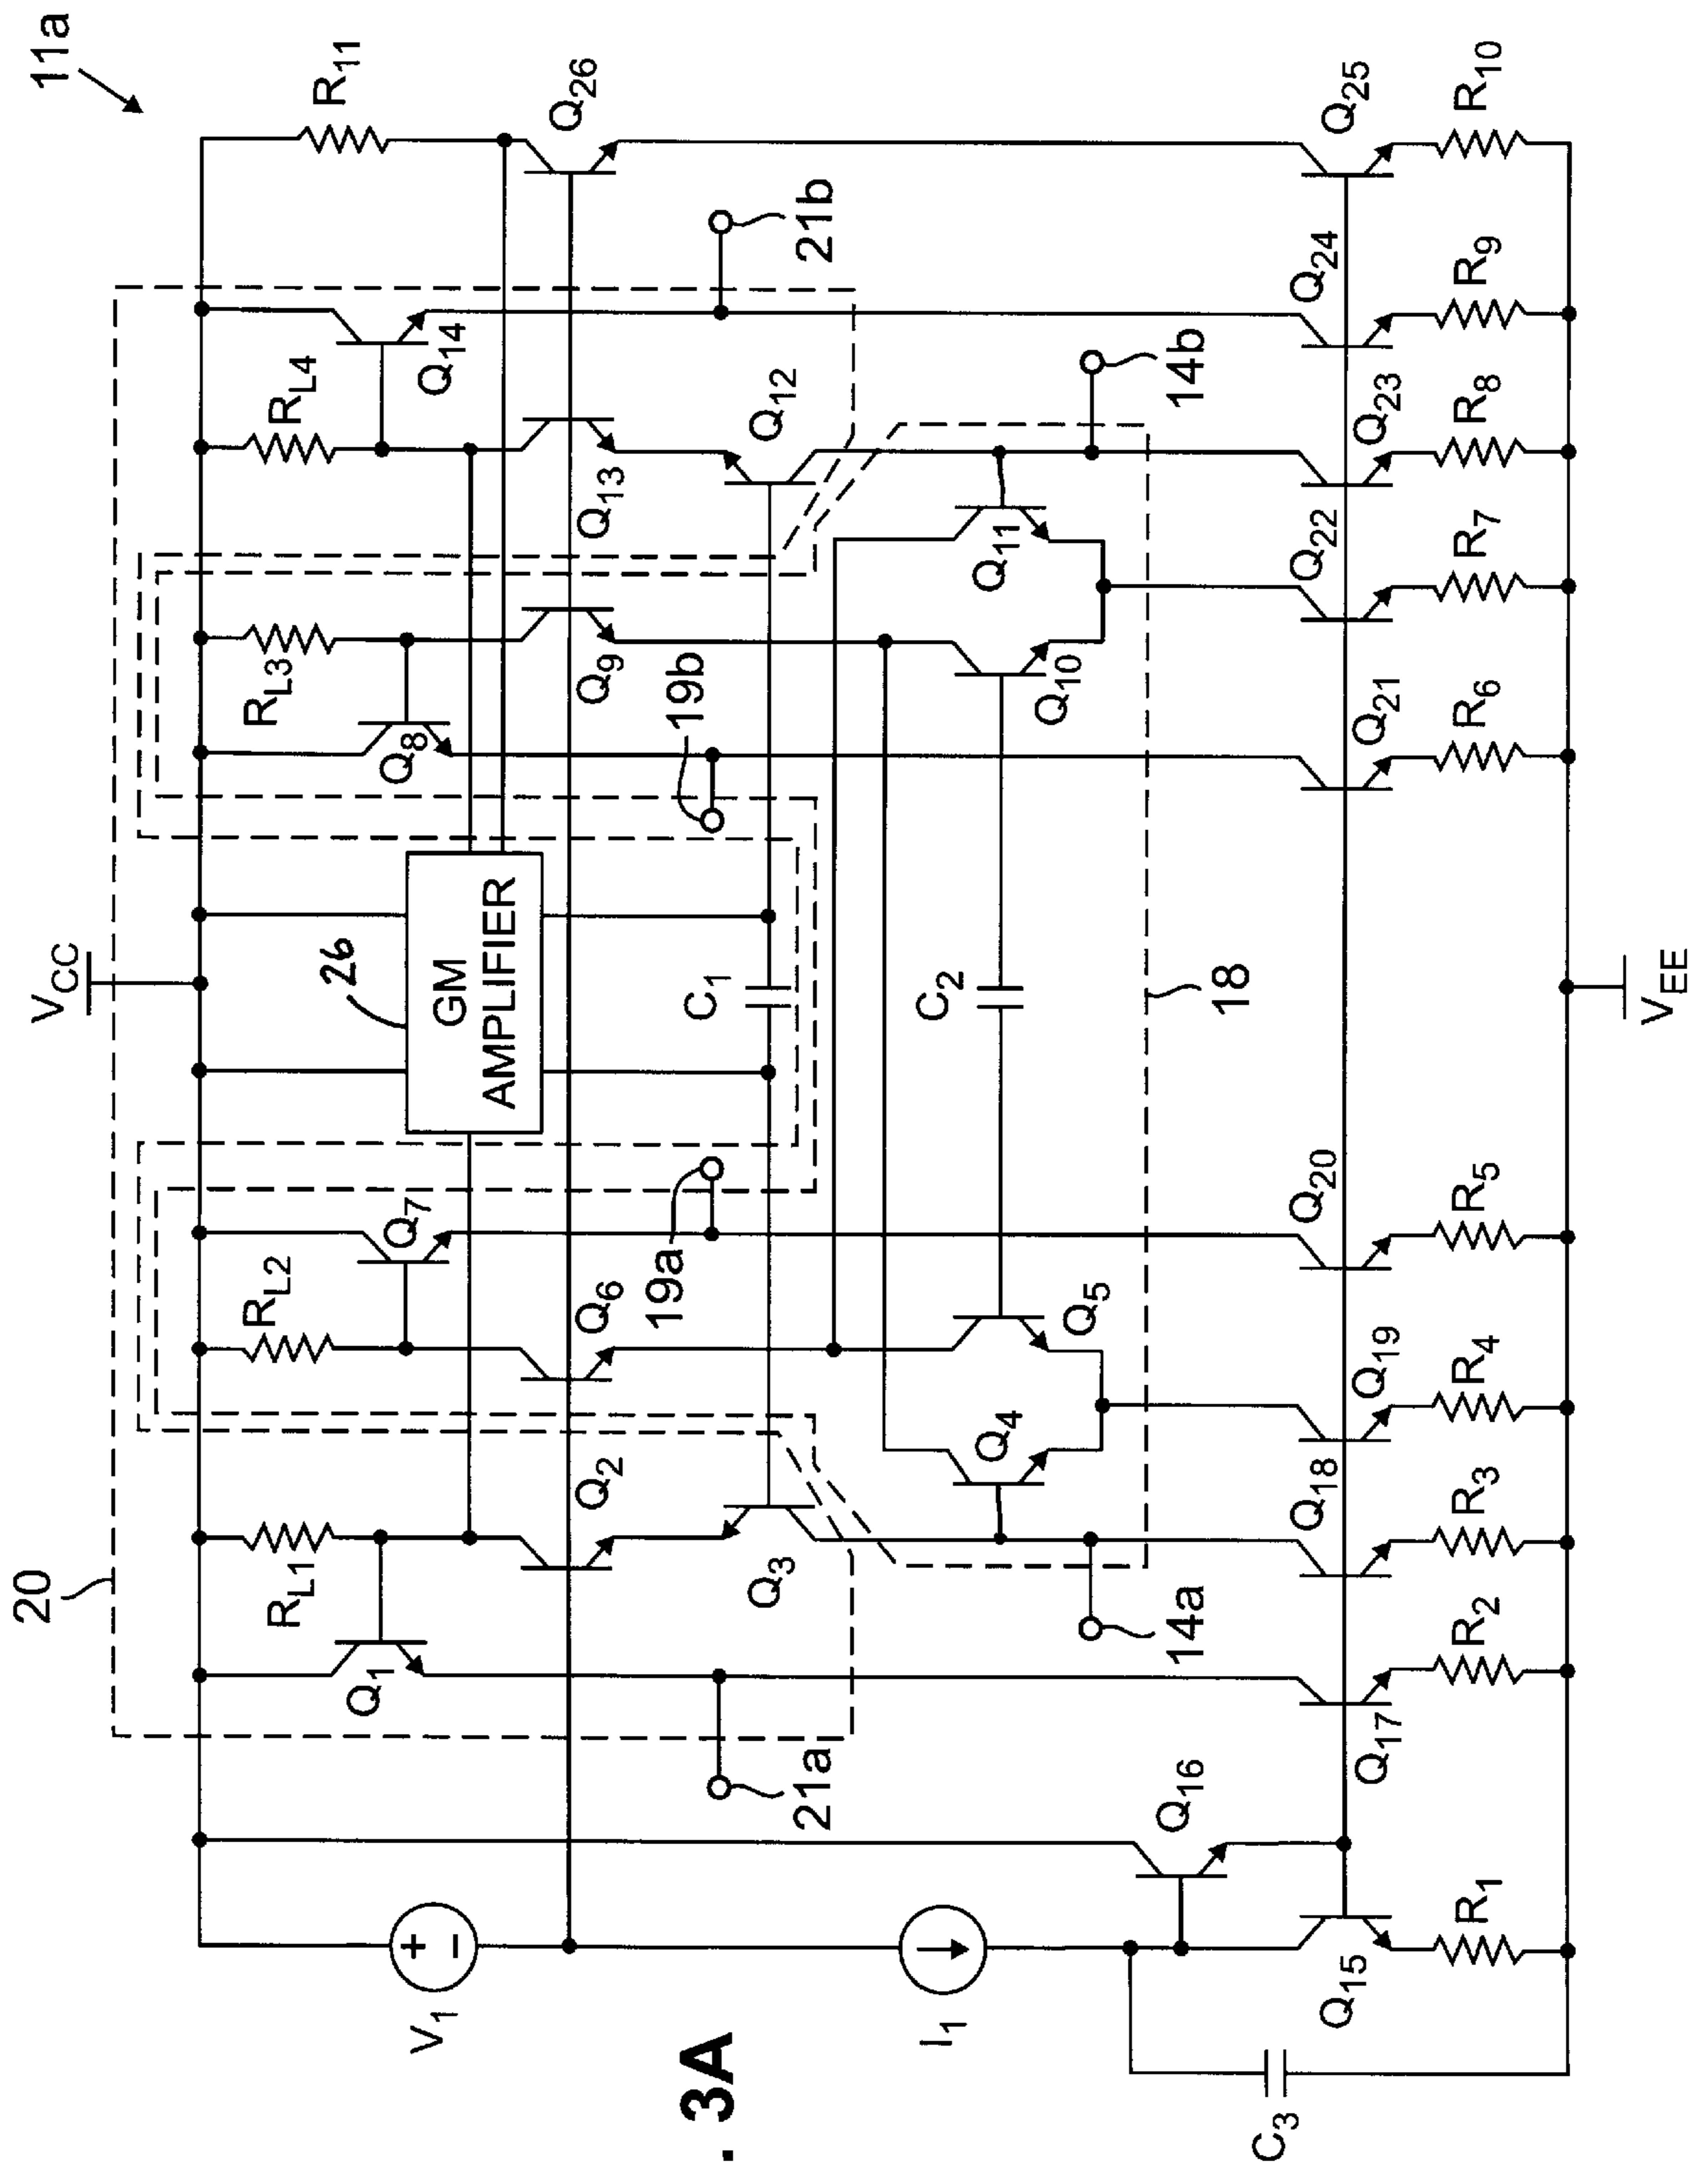 11a
R11
Q26
Q25
R10
21b
Q14
Q24
R9
RL4
Q12
14b
Q13
Q23
R8
Q11
Q22
R7
RL3
Q9
19b
Q10
Q8
Q21
R6
VCC
26
GM
AMPLIFIER
C1
C2
18
VEE
Q7
19a
Q20
R5
RL2
Q6
Q5
Q19
R4
Q4
Q2
Q18
R3
20
RL1
Q3
14a
R2
Q1
21a
Q17
Q16
R1
V1
+
−
I1
Q15
C3
. 3A